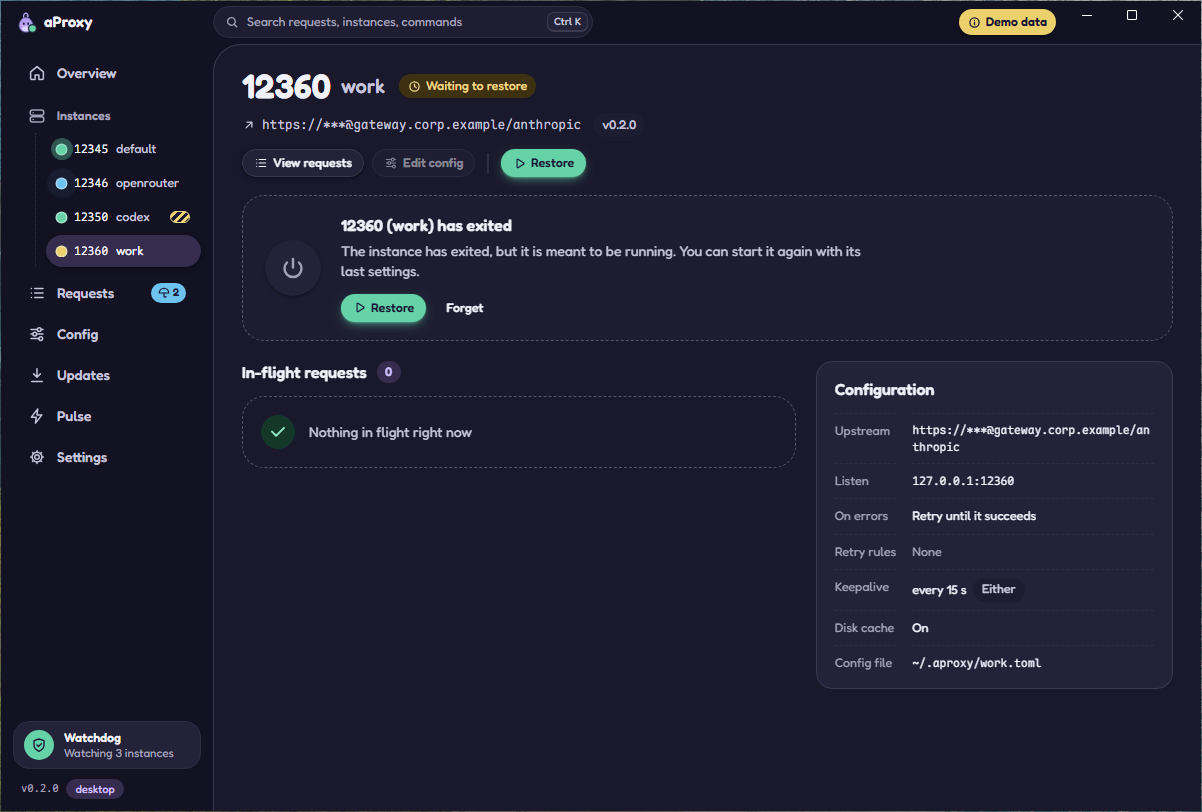 aProxy
Search requests, instances, commands
Ctrl K
Demo data
Overview
Instances
12345 default
12346 openrouter
12350 codex
12360 work
Requests
2
Config
Updates
Pulse
Settings
12360 work
Waiting to restore
https://***@gateway.corp.example/anthropic
v0.2.0
View requests
Edit config
Restore
12360 (work) has exited
The instance has exited, but it is meant to be running. You can start it again with its
last settings.
Restore
Forget
In-flight requests 0
Nothing in flight right now
Configuration
Upstream
https://***@gateway.corp.example/an
thropic
Listen
127.0.0.1:12360
On errors
Retry until it succeeds
Retry rules
None
Keepalive
every 15 s
Either
Disk cache
On
Config file
~/.aproxy/work.toml
Watchdog
Watching 3 instances
v0.2.0
desktop